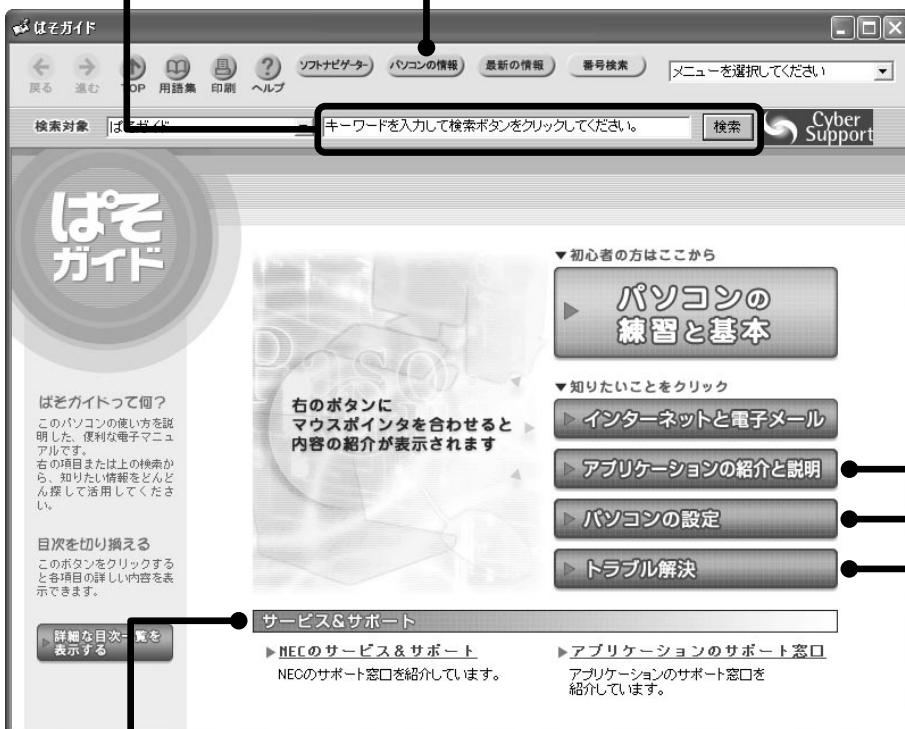 ぱそガイド
戻る 進む TOP 用語集 印刷 ヘルプ ソフトナビゲーター パソコンの情報 最新の情報 番号検索 メニューを選択してください
検索対象 ぱそガイド キーワードを入力して検索ボタンをクリックしてください。 検索 Cyber Support
ぱそ
ガイド
▼初心者の方はここから
パソコンの
練習と基本
▼知りたいことをクリック
インターネットと電子メール
アプリケーションの紹介と説明
パソコンの設定
トラブル解決
Paso
右のボタンに
マウスポインタを合わせると
内容の紹介が表示されます
ぱそガイドって何?
このパソコンの使い方を説
明した、便利な電子マニュ
アルです。
右の項目または上の検索か
ら、知りたい情報をどんど
ん探して活用してくださ
い。
目次を切り換える
このボタンをクリックする
と各項目の詳しい内容を表
示できます。
詳細な目次一覧を
表示する
サービス&サポート
NECのサービス&サポート
NECのサポート窓口を紹介しています。
アプリケーションのサポート窓口
アプリケーションのサポート窓口を
紹介しています。